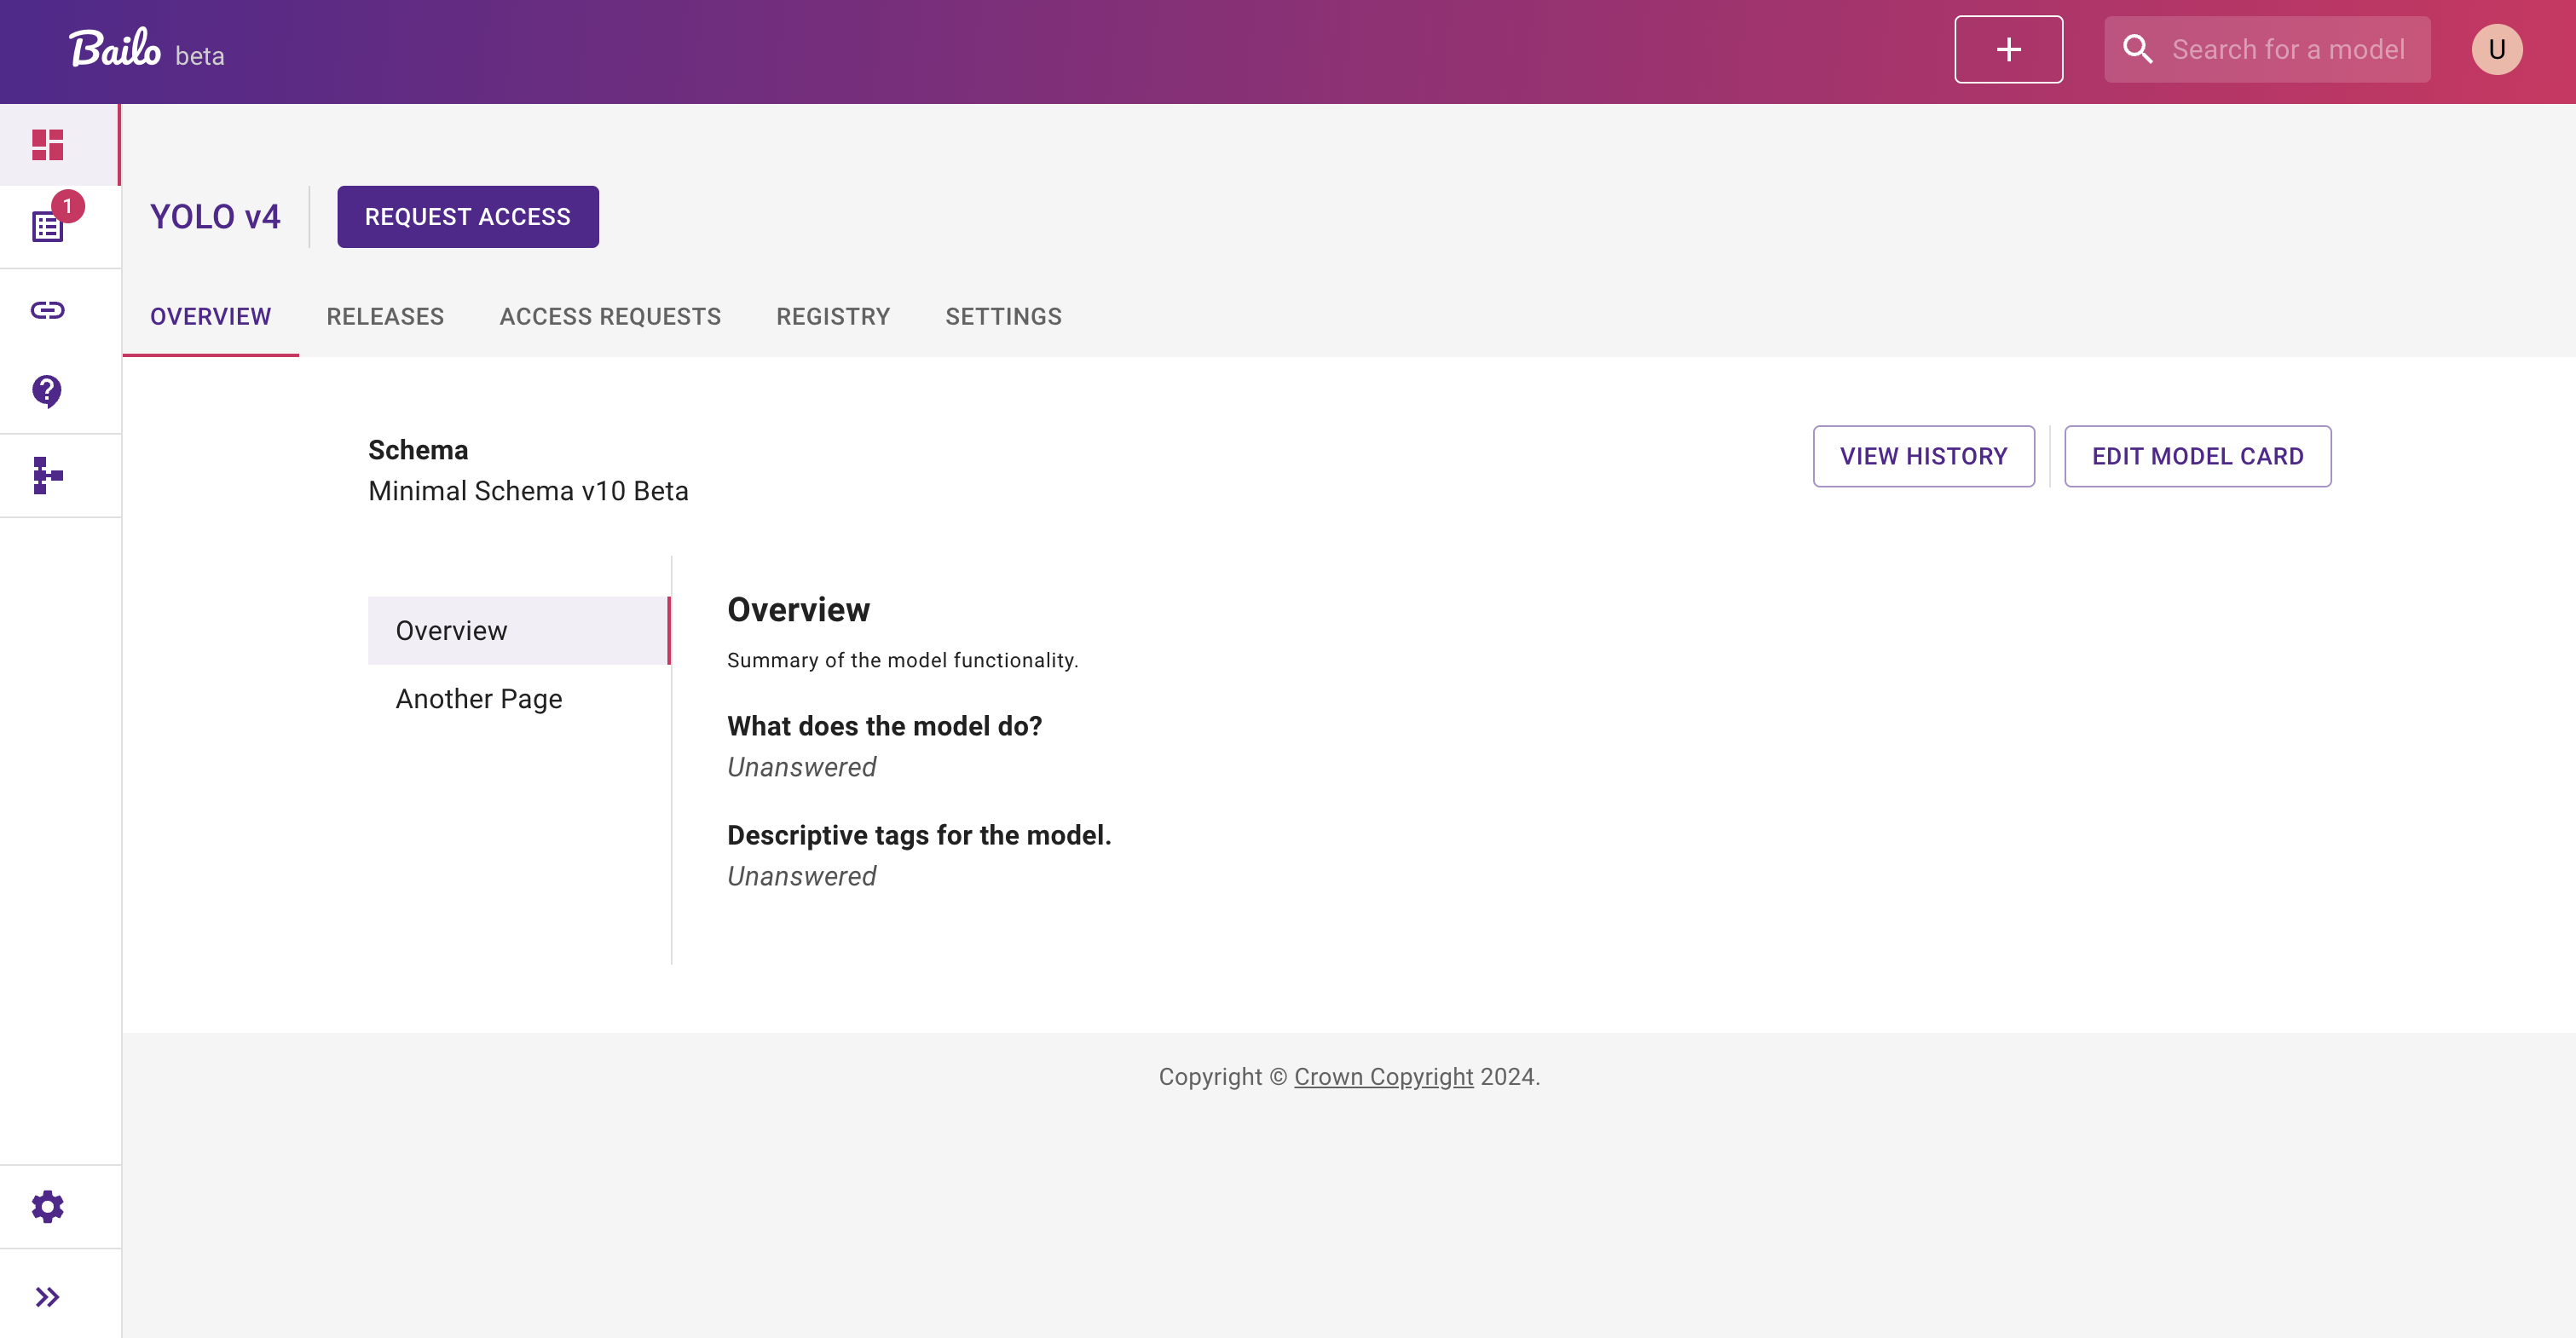 Bailo beta
+
Search for a model
U
1
YOLO v4
REQUEST ACCESS
OVERVIEW RELEASES ACCESS REQUESTS REGISTRY SETTINGS
Schema
Minimal Schema v10 Beta
VIEW HISTORY
EDIT MODEL CARD
Overview
Another Page
Overview
Summary of the model functionality.
What does the model do?
Unanswered
Descriptive tags for the model.
Unanswered
Copyright © Crown Copyright 2024.